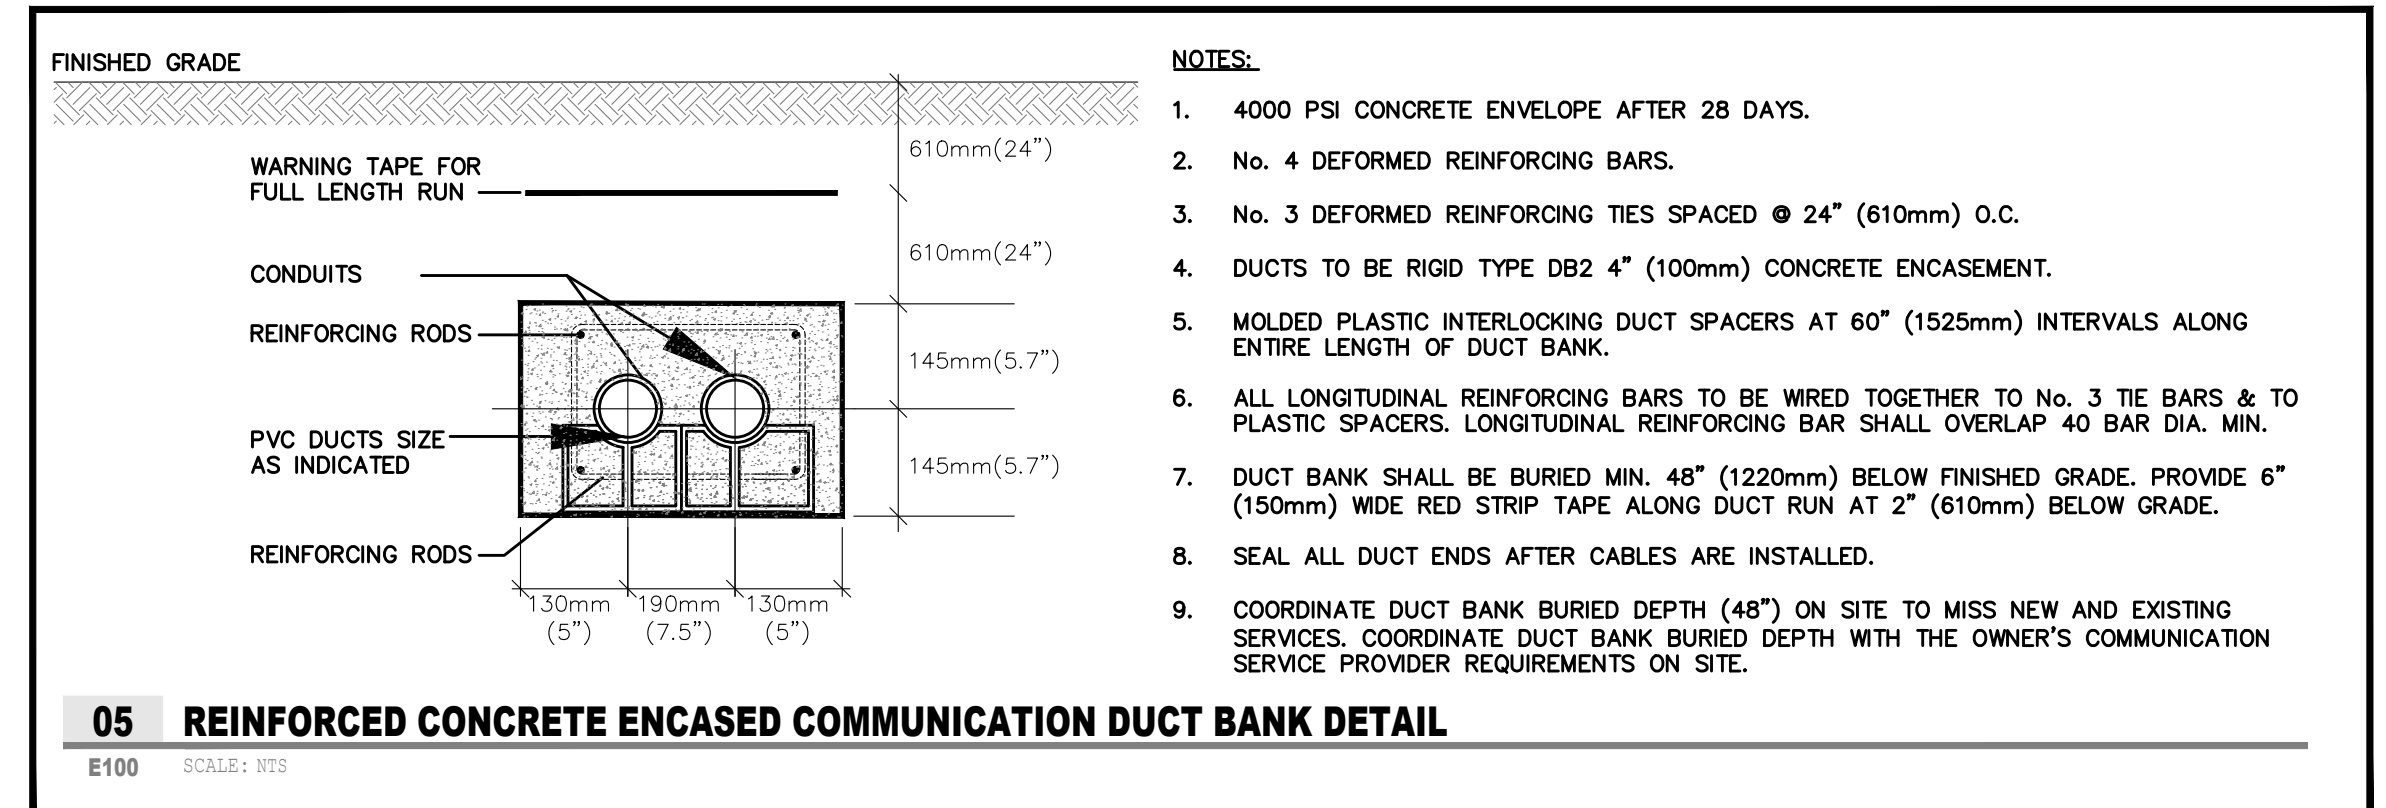 FINISHED GRADE
WARNING TAPE FOR
FULL LENGTH RUN
CONDUITS
REINFORCING RODS
PVC DUCTS SIZE
AS INDICATED
REINFORCING RODS
610mm(24")
610mm(24")
145mm(5.7")
145mm(5.7")
130mm
(5")
190mm
(7.5")
130mm
(5")
NOTES:
1. 4000 PSI CONCRETE ENVELOPE AFTER 28 DAYS.
2. No. 4 DEFORMED REINFORCING BARS.
3. No. 3 DEFORMED REINFORCING TIES SPACED @ 24" (610mm) O.C.
4. DUCTS TO BE RIGID TYPE DB2 4" (100mm) CONCRETE ENCASEMENT.
5. MOLDED PLASTIC INTERLOCKING DUCT SPACERS AT 60" (1525mm) INTERVALS ALONG
ENTIRE LENGTH OF DUCT BANK.
6. ALL LONGITUDINAL REINFORCING BARS TO BE WIRED TOGETHER TO No. 3 TIE BARS & TO
PLASTIC SPACERS. LONGITUDINAL REINFORCING BAR SHALL OVERLAP 40 BAR DIA. MIN.
7. DUCT BANK SHALL BE BURIED MIN. 48" (1220mm) BELOW FINISHED GRADE. PROVIDE 6"
(150mm) WIDE RED STRIP TAPE ALONG DUCT RUN AT 2" (610mm) BELOW GRADE.
8. SEAL ALL DUCT ENDS AFTER CABLES ARE INSTALLED.
9. COORDINATE DUCT BANK BURIED DEPTH (48") ON SITE TO MISS NEW AND EXISTING
SERVICES. COORDINATE DUCT BANK BURIED DEPTH WITH THE OWNER'S COMMUNICATION
SERVICE PROVIDER REQUIREMENTS ON SITE.
05 REINFORCED CONCRETE ENCASED COMMUNICATION DUCT BANK DETAIL
E100 SCALE: NTS